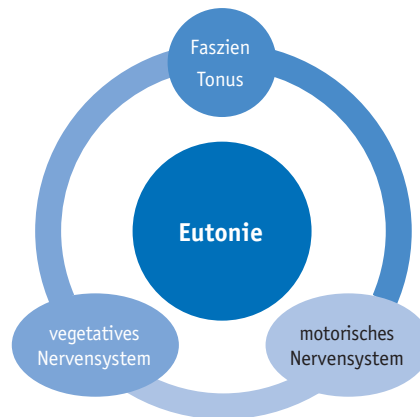 Faszien
Tonus
Eutonie
vegetatives
Nervensystem
motorisches
Nervensystem